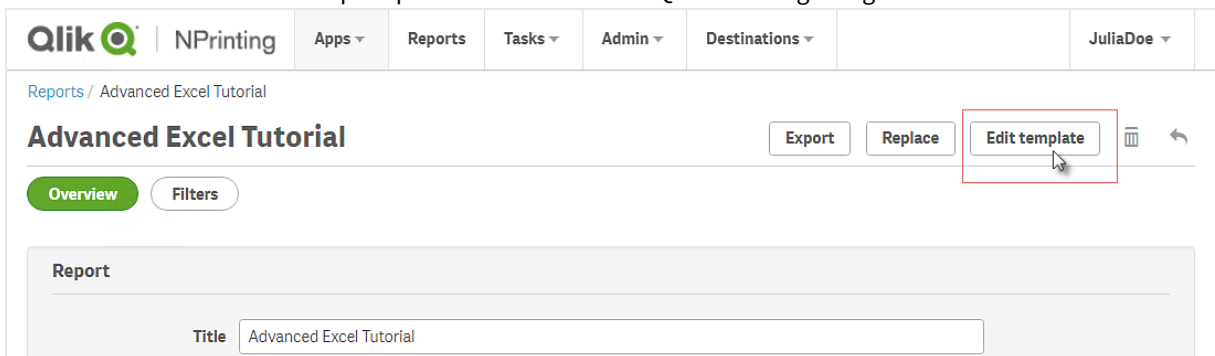 Qlik NPrinting Apps Reports Tasks Admin Destinations JuliaDoe
Reports / Advanced Excel Tutorial
Advanced Excel Tutorial Export Replace Edit template
Overview Filters
Report
Title Advanced Excel Tutorial